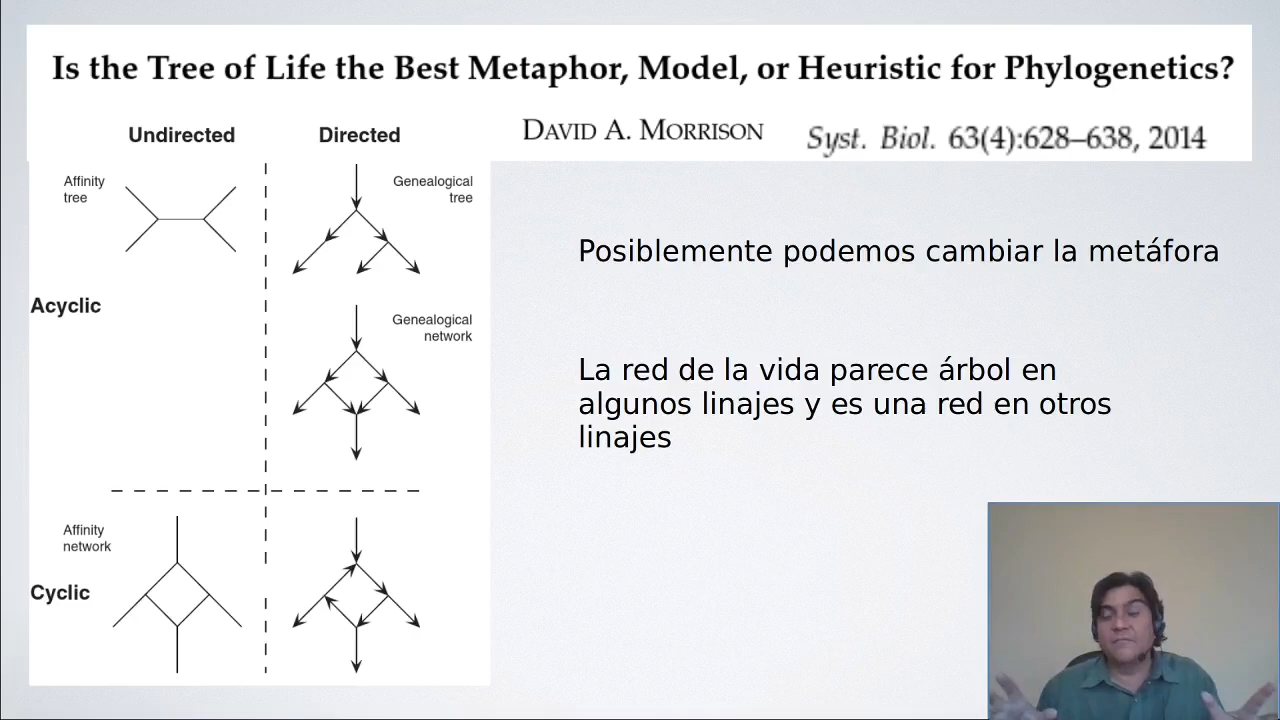 Is the Tree of Life the Best Metaphor, Model, or Heuristic for Phylogenetics?
DAVID A. MORRISON
Syst. Biol. 63(4):628–638, 2014
Undirected
Directed
Affinity
tree
Genealogical
tree
Acyclic
Genealogical
network
Affinity
network
Cyclic
Posiblemente podemos cambiar la metáfora
La red de la vida parece árbol en
algunos linajes y es una red en otros
linajes